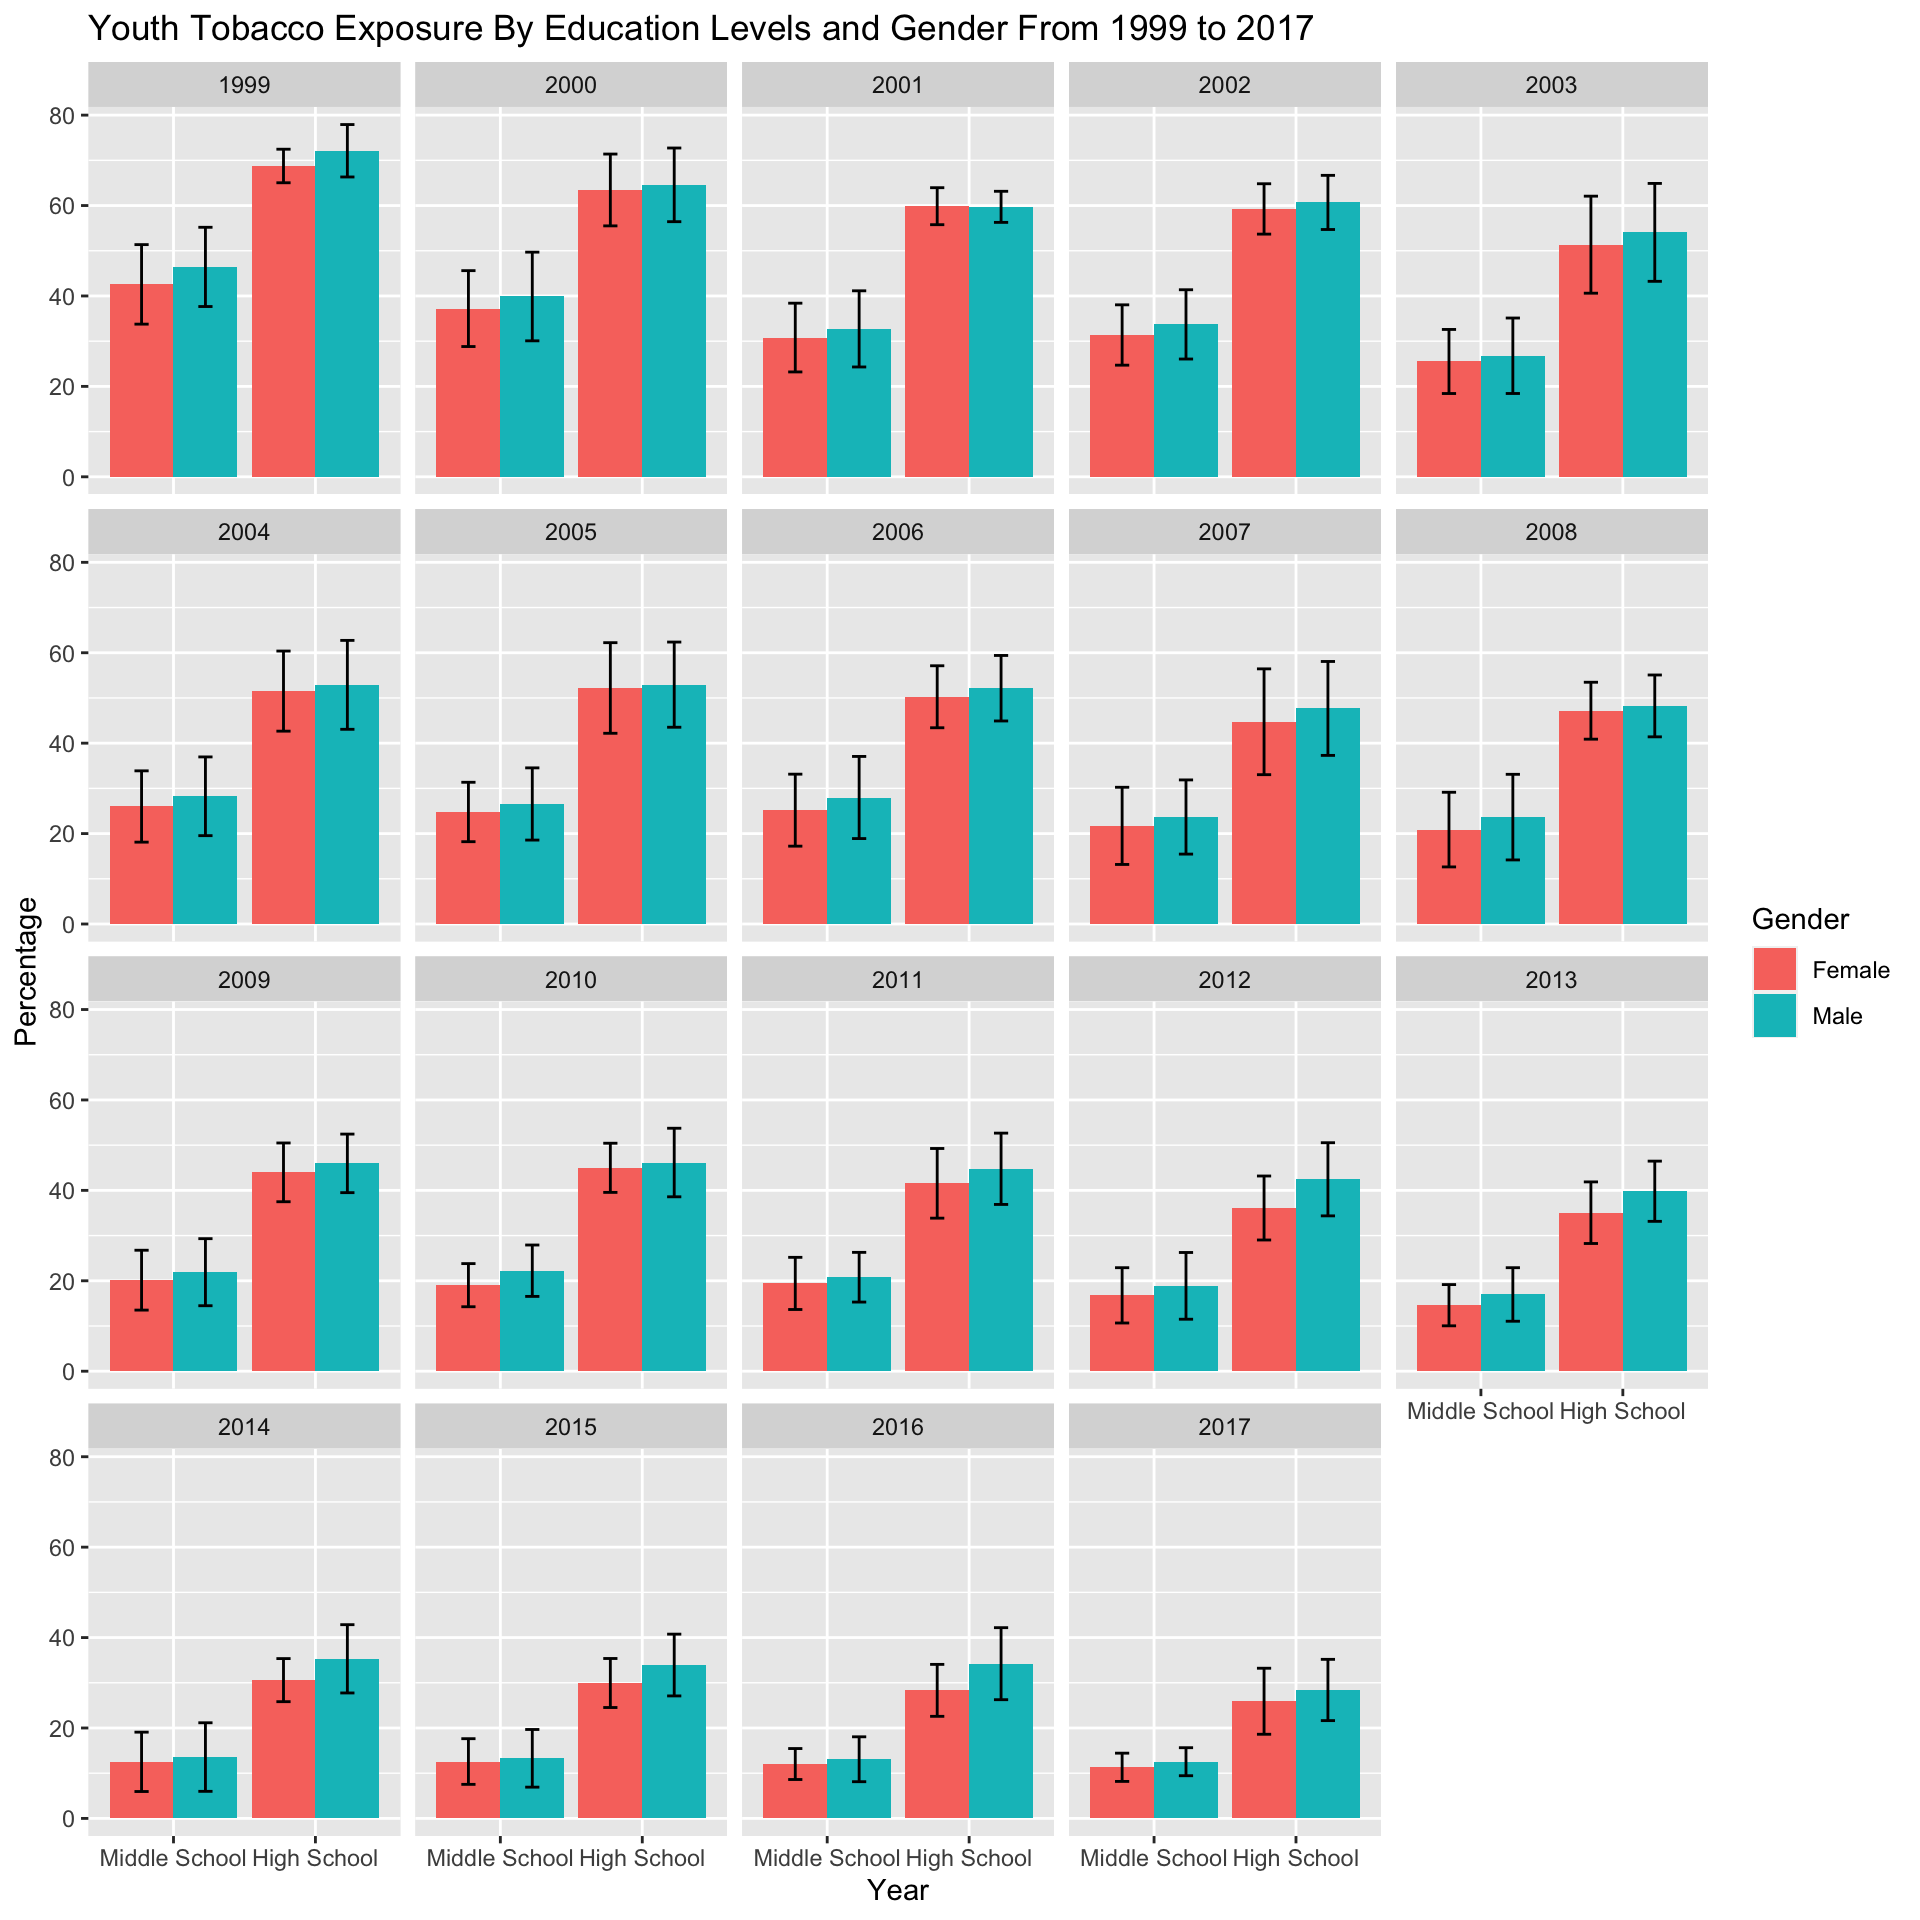 Youth Tobacco Exposure By Education Levels and Gender From 1999 to 2017
1999 2000 2001 2002 2003
80
60
40
20
0
2004 2005 2006 2007 2008
80
60
40
20
0
2009 2010 2011 2012 2013
80
60
40
20
0
Middle School High School
2014 2015 2016 2017
80
60
40
20
0
Middle School High School Middle School High School Middle School High School Middle School High School
Year
Percentage
Gender
Female
Male